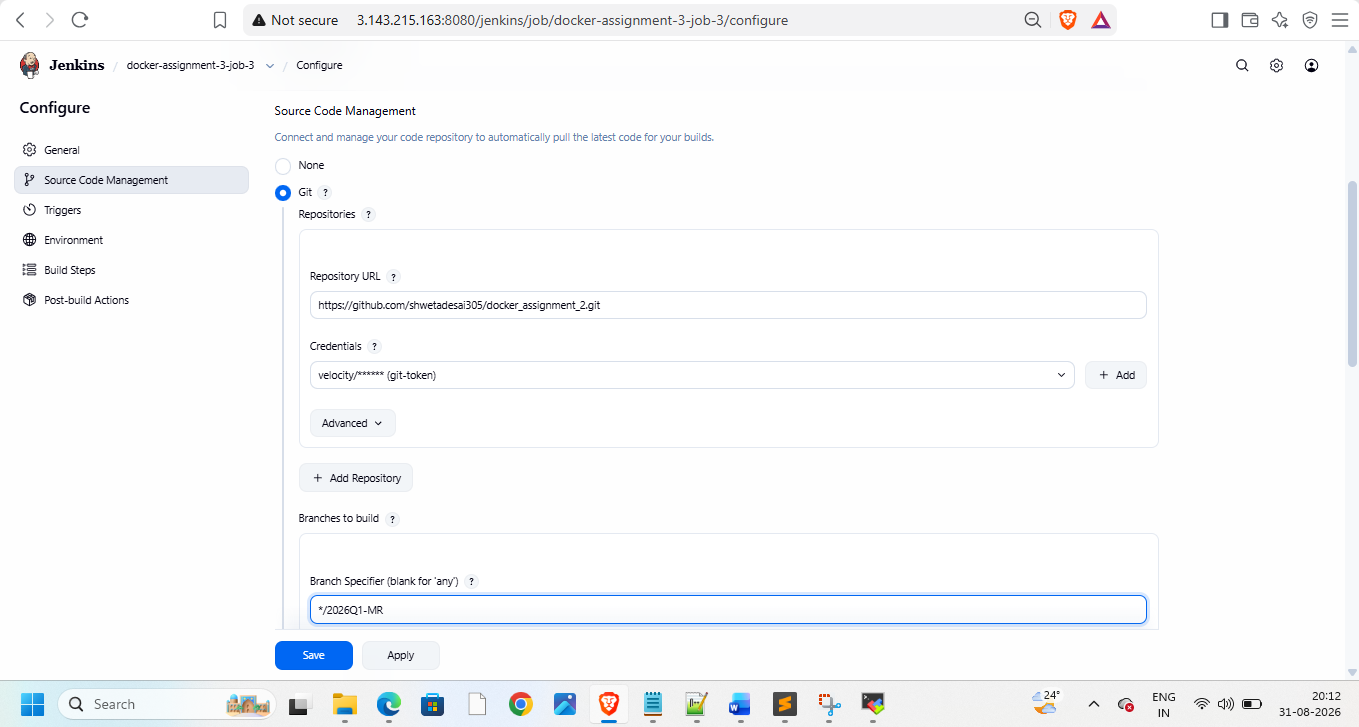 Not secure 3.143.215.163:8080/jenkins/job/docker-assignment-3-job-3/configure
Jenkins / docker-assignment-3-job-3 / Configure
Configure
General
Source Code Management
Triggers
Environment
Build Steps
Post-build Actions
Source Code Management
Connect and manage your code repository to automatically pull the latest code for your builds.
None
Git ?
Repositories ?
Repository URL ?
https://github.com/shwetadesai305/docker_assignment_2.git
Credentials ?
velocity/****** (git-token)
+ Add
Advanced
+ Add Repository
Branches to build ?
Branch Specifier (blank for 'any') ?
*/2026Q1-MR
Save Apply
Search
24°
ENG
IN
20:12
31-08-2026